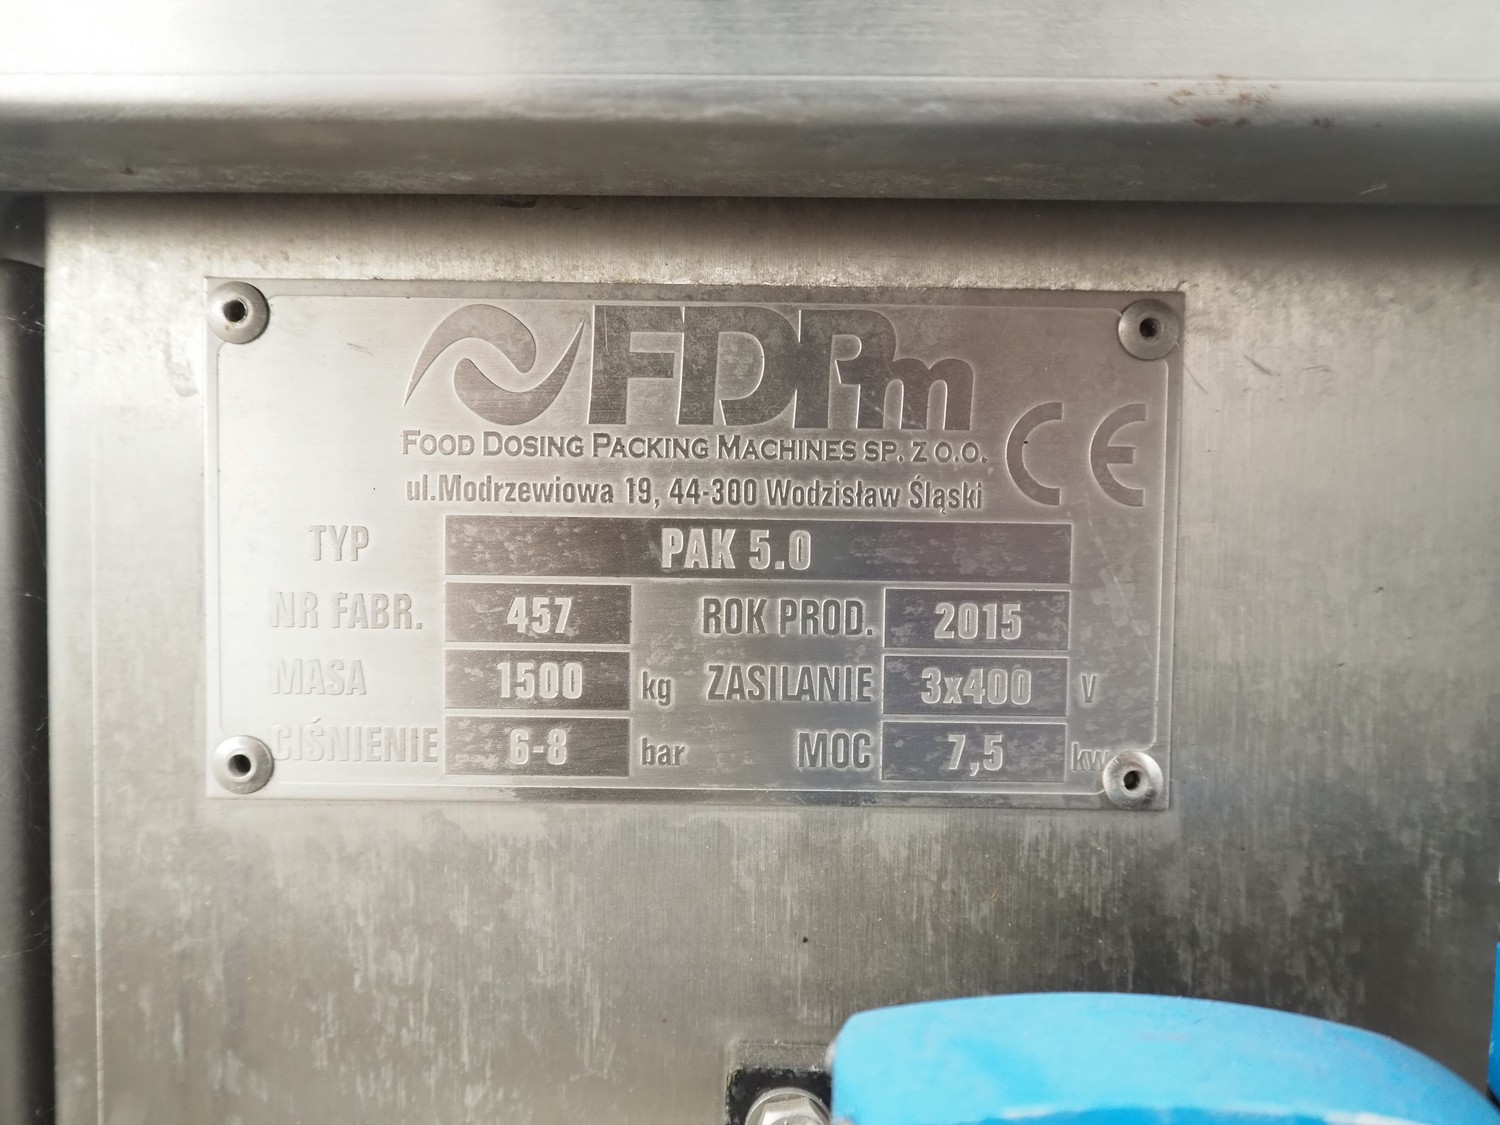 FDPm
FOOD DOSING PACKING MACHINES SP. Z O.O.
CE
ul.Modrzewiowa 19, 44-300 Wodzisław Śląski
TYP PAK 5.0
NR FABR. 457 ROK PROD. 2015
MASA 1500 kg ZASILANIE 3x400 V
CIŚNIENIE 6-8 bar MOC 7,5 kw